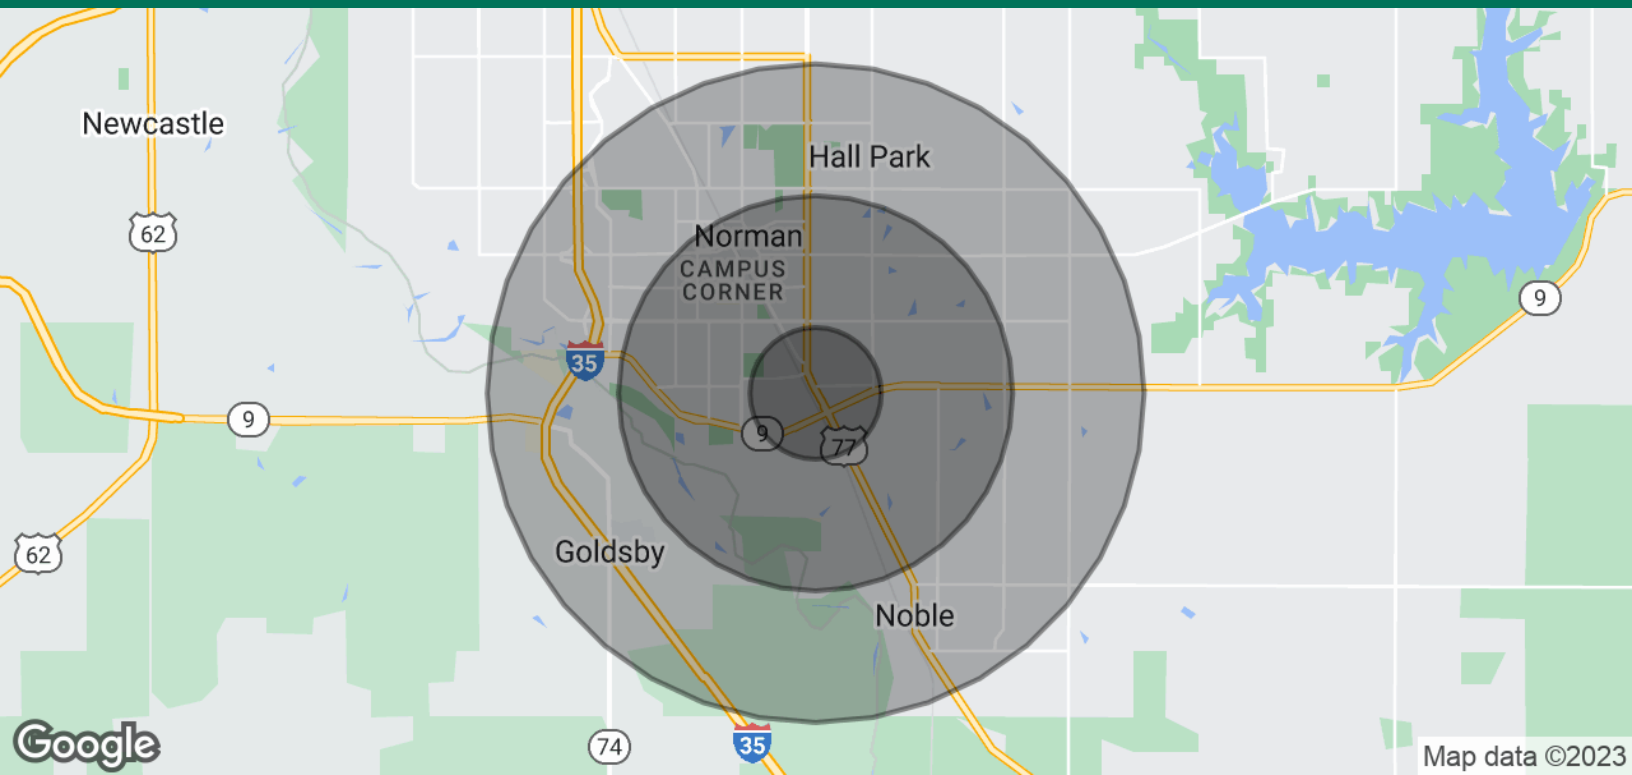 Newcastle
Hall Park
62
Norman
CAMPUS
CORNER
9
35
9
9
77
62
Goldsby
Noble
Google
74
35
Map data ©2023